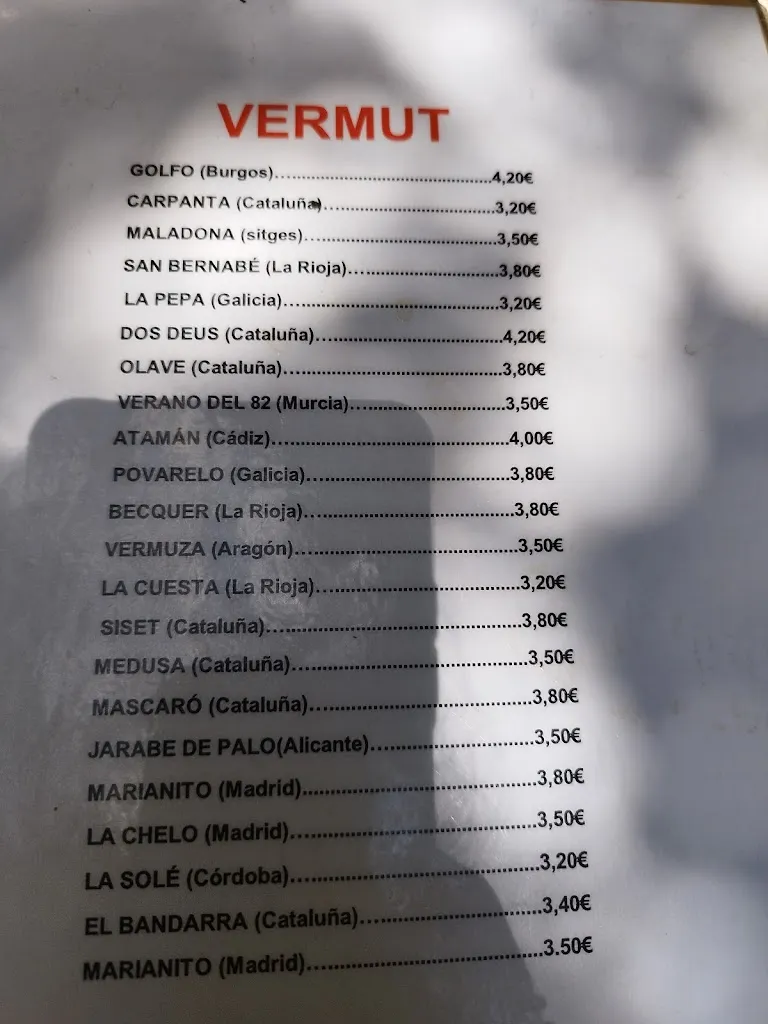 VERMUT
GOLFO (Burgos)..........................................4,20€
CARPANTA (Cataluña)................................3,20€
MALADONA (sitges)...................................3,50€
SAN BERNABÉ (La Rioja)............................3,80€
LA PEPA (Galicia).......................................3,20€
DOS DEUS (Cataluña)................................4,20€
OLAVE (Cataluña)......................................3,80€
VERANO DEL 82 (Murcia)...........................3,50€
ATAMÁN (Cádiz).........................................4,00€
POVARELO (Galicia)...................................3,80€
BECQUER (La Rioja)...................................3,80€
VERMUZA (Aragón)....................................3,50€
LA CUESTA (La Rioja)................................3,20€
SISET (Cataluña).......................................3,80€
MEDUSA (Cataluña)...................................3,50€
MASCARÓ (Cataluña).................................3,80€
JARABE DE PALO(Alicante)........................3,50€
MARIANITO (Madrid)..................................3,80€
LA CHELO (Madrid)....................................3,50€
LA SOLÉ (Córdoba)....................................3,20€
EL BANDARRA (Cataluña)..........................3,40€
MARIANITO (Madrid)..................................3.50€